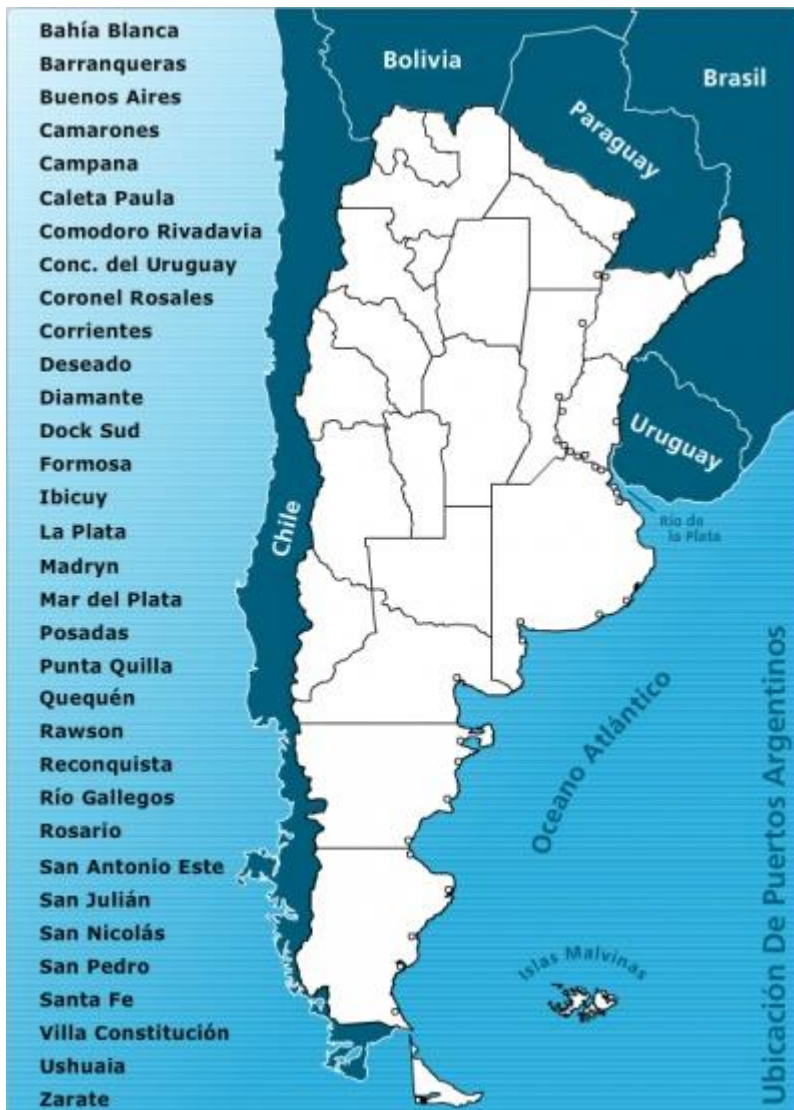 Bahía Blanca
Barranqueras
Buenos Aires
Camarones
Campana
Caleta Paula
Comodoro Rivadavia
Conc. del Uruguay
Coronel Rosales
Corrientes
Deseado
Diamante
Dock Sud
Formosa
Ibicuy
La Plata
Madryn
Mar del Plata
Posadas
Punta Quilla
Quequén
Rawson
Reconquista
Río Gallegos
Rosario
San Antonio Este
San Julián
San Nicolás
San Pedro
Santa Fe
Villa Constitución
Ushuaia
Zarate
Bolivia
Brasil
Paraguay
Uruguay
Chile
Río de
la Plata
Oceano Atlántico
Islas Malvinas
Ubicación De Puertos Argentinos